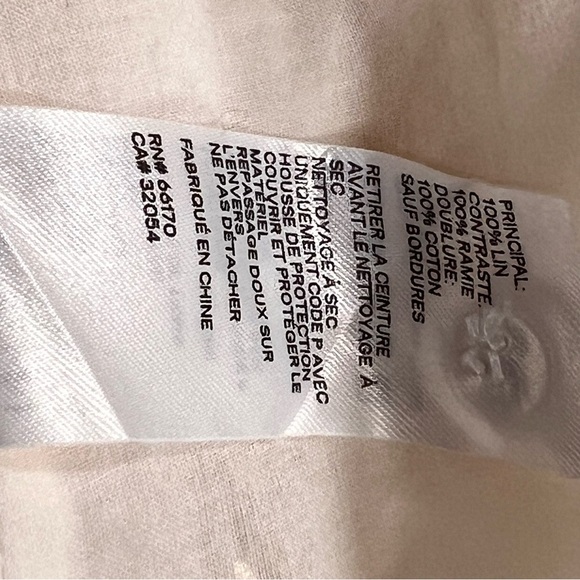 PRINCIPAL:
100% LIN
CONTRASTE:
100% RAMIE
DOUBLURE:
100% COTON
SAUF BORDURES
RETIRER LA CEINTURE
AVANT LE NETTOYAGE À
SEC
NETTOYAGE À SEC
UNIQUEMENT CODE P AVEC
HOUSSE DE PROTECTION
COUVRIR ET PROTÉGER LE
MATÉRIEL
REPASSAGE DOUX SUR
L'ENVERS
NE PAS DÉTACHER
FABRIQUÉ EN CHINE
RN# 66170
CA# 32054